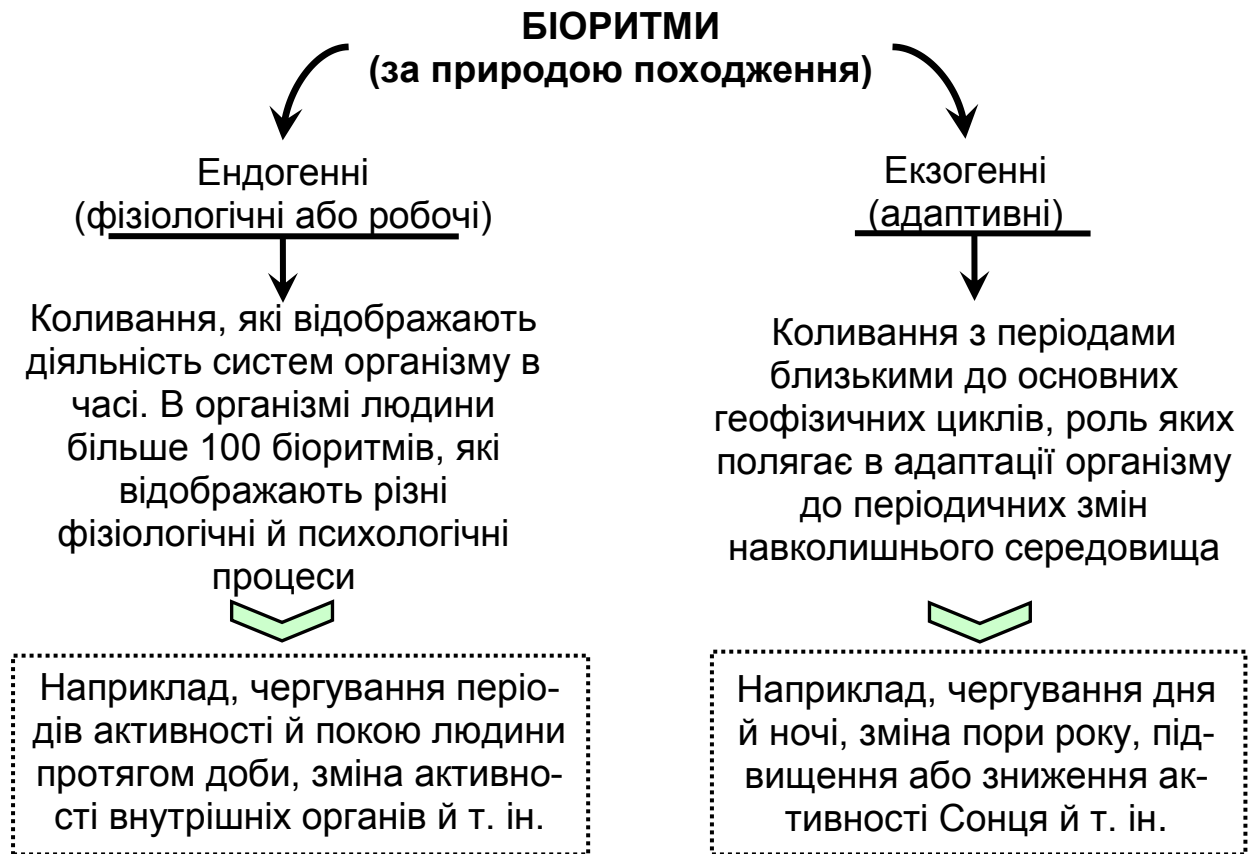 БІОРИТМИ
(за природою походження)
Ендогенні
(фізіологічні або робочі)
Коливання, які відображають
діяльність систем організму в
часі. В організмі людини
більше 100 біоритмів, які
відображають різні
фізіологічні й психологічні
процеси
Наприклад, чергування періо-
дів активності й покою людини
протягом доби, зміна активно-
сті внутрішніх органів й т. ін.
Екзогенні
(адаптивні)
Коливання з періодами
близькими до основних
геофізичних циклів, роль яких
полягає в адаптації організму
до періодичних змін
навколишнього середовища
Наприклад, чергування дня
й ночі, зміна пори року, під-
вищення або зниження ак-
тивності Сонця й т. ін.